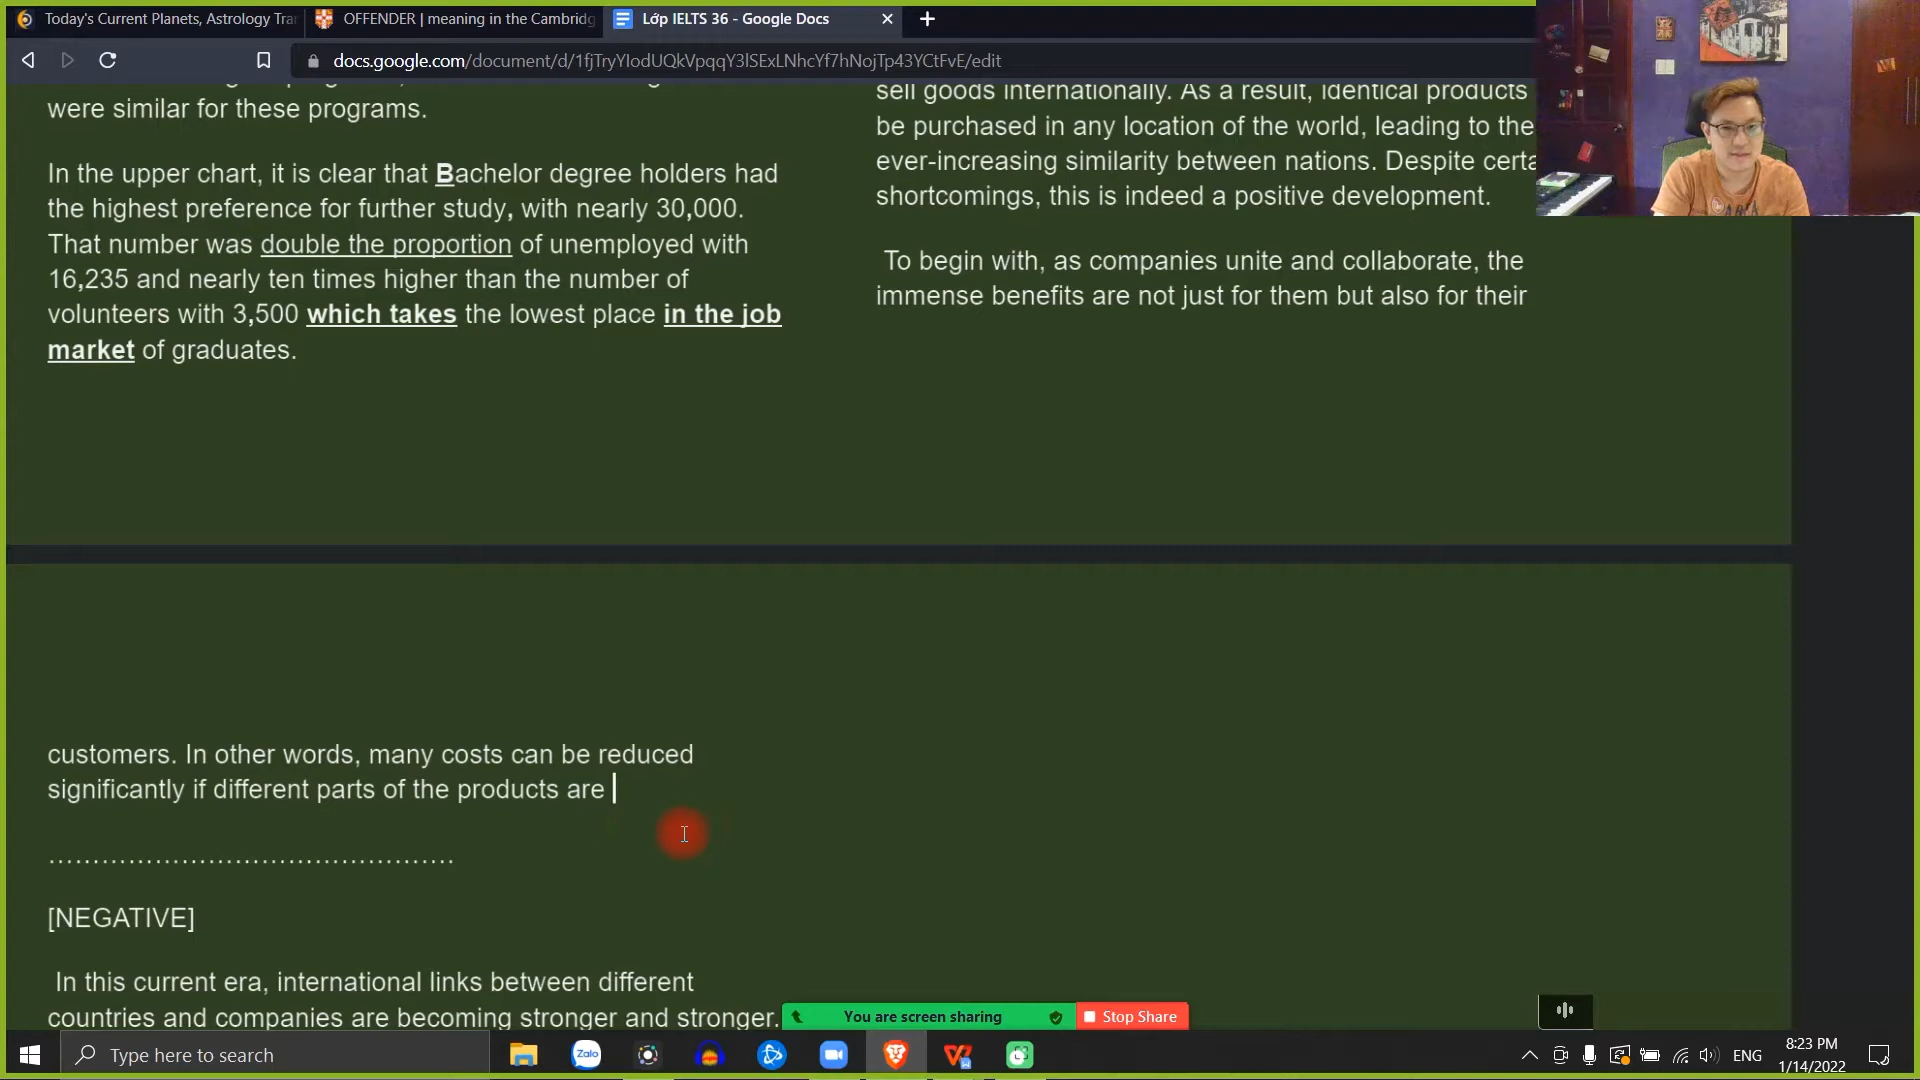 Today's Current Planets, Astrology Tra
OFFENDER | meaning in the Cambridg
Lớp IELTS 36 - Google Docs
docs.google.com/document/d/1fjTryYIodUQkVpqqY3lSExLNhcYf7hNojTp43YCtFvE/edit
were similar for these programs.
In the upper chart, it is clear that Bachelor degree holders had
the highest preference for further study, with nearly 30,000.
That number was double the proportion of unemployed with
16,235 and nearly ten times higher than the number of
volunteers with 3,500 which takes the lowest place in the job
market of graduates.
sell goods internationally. As a result, identical products
be purchased in any location of the world, leading to the
ever-increasing similarity between nations. Despite certa
shortcomings, this is indeed a positive development.
To begin with, as companies unite and collaborate, the
immense benefits are not just for them but also for their
customers. In other words, many costs can be reduced
significantly if different parts of the products are
………………………………………
[NEGATIVE]
In this current era, international links between different
countries and companies are becoming stronger and stronger.
You are screen sharing
Stop Share
Type here to search
Zalo
ENG
8:23 PM
1/14/2022